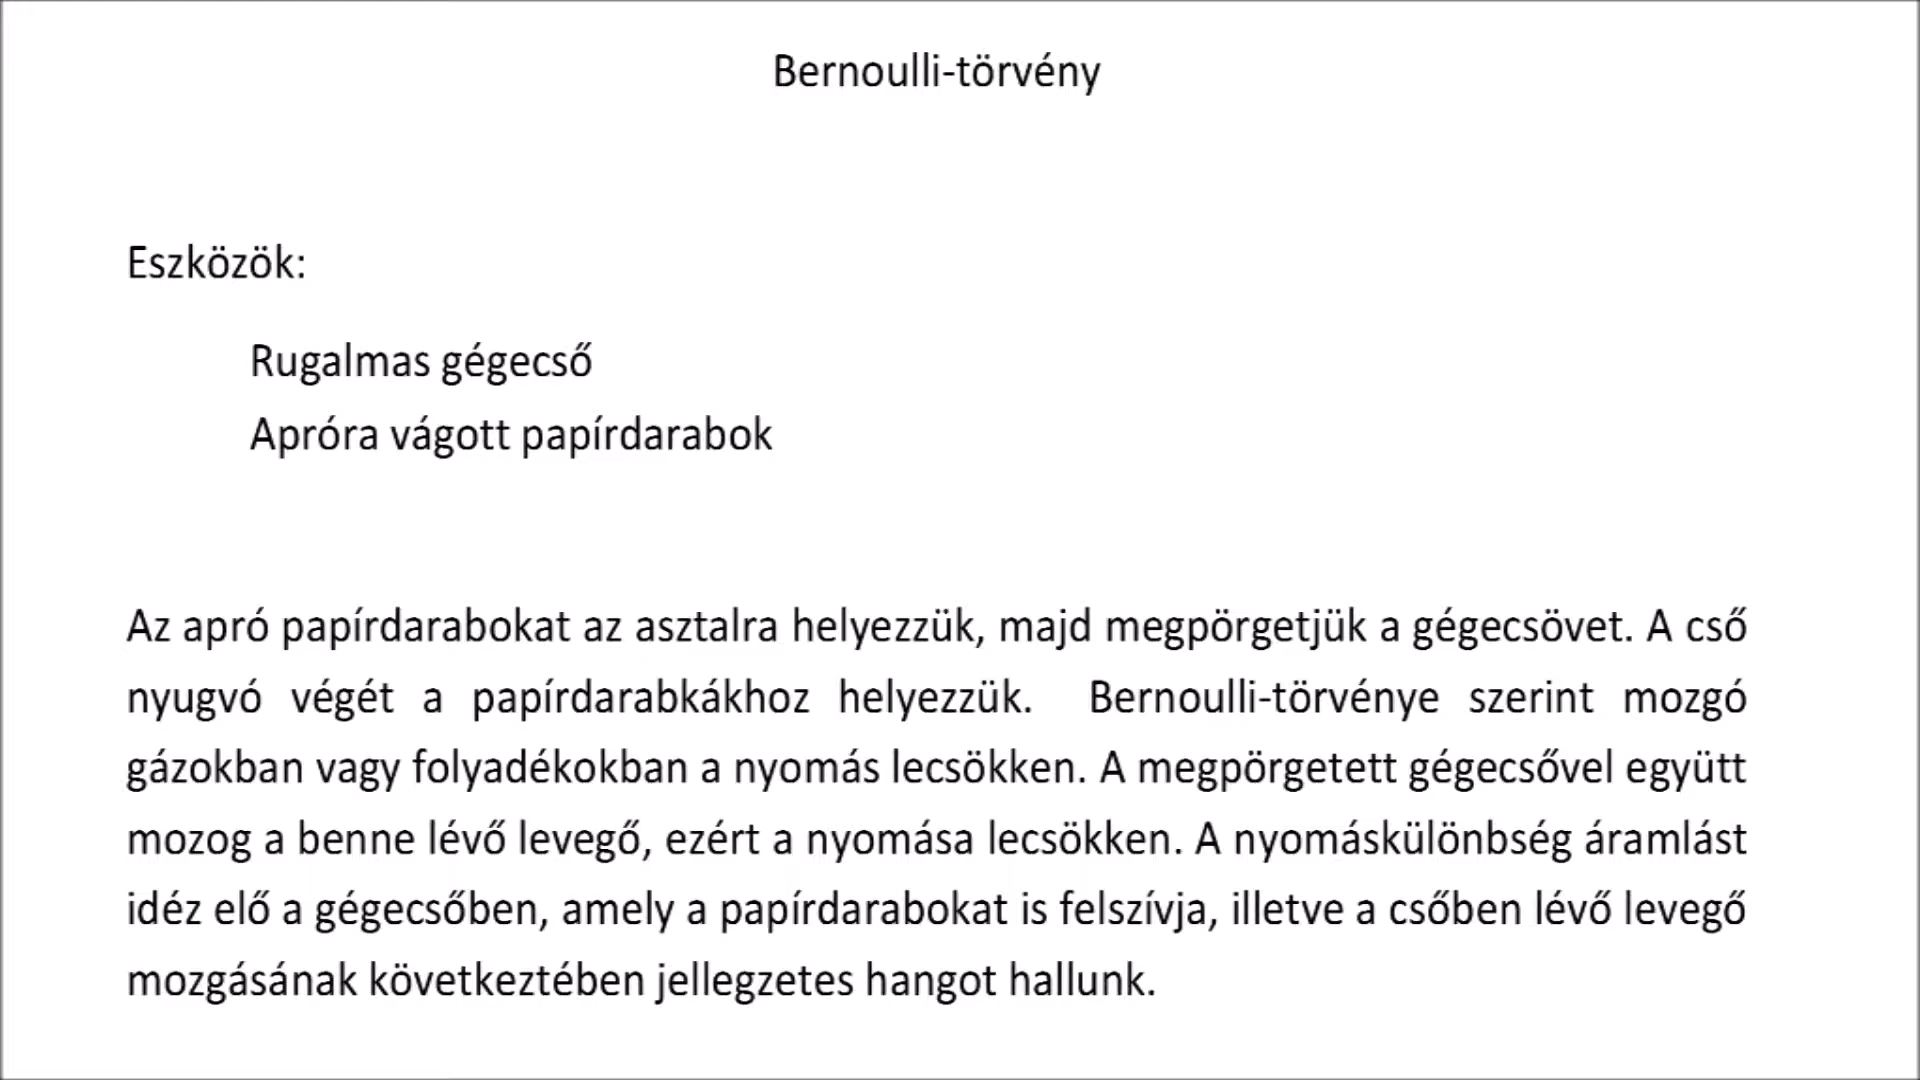 Bernoulli-törvény
Eszközök:
Rugalmas gégecső
Apróra vágott papírdarabok
Az apró papírdarabokat az asztalra helyezzük, majd megpörgetjük a gégecsövet. A cső
nyugvó végét a papírdarabkákhoz helyezzük. Bernoulli-törvénye szerint mozgó
gázokban vagy folyadékokban a nyomás lecsökken. A megpörgetett gégecsővel együtt
mozog a benne lévő levegő, ezért a nyomása lecsökken. A nyomáskülönbség áramlást
idéz elő a gégecsőben, amely a papírdarabokat is felszívja, illetve a csőben lévő levegő
mozgásának következtében jellegzetes hangot hallunk.